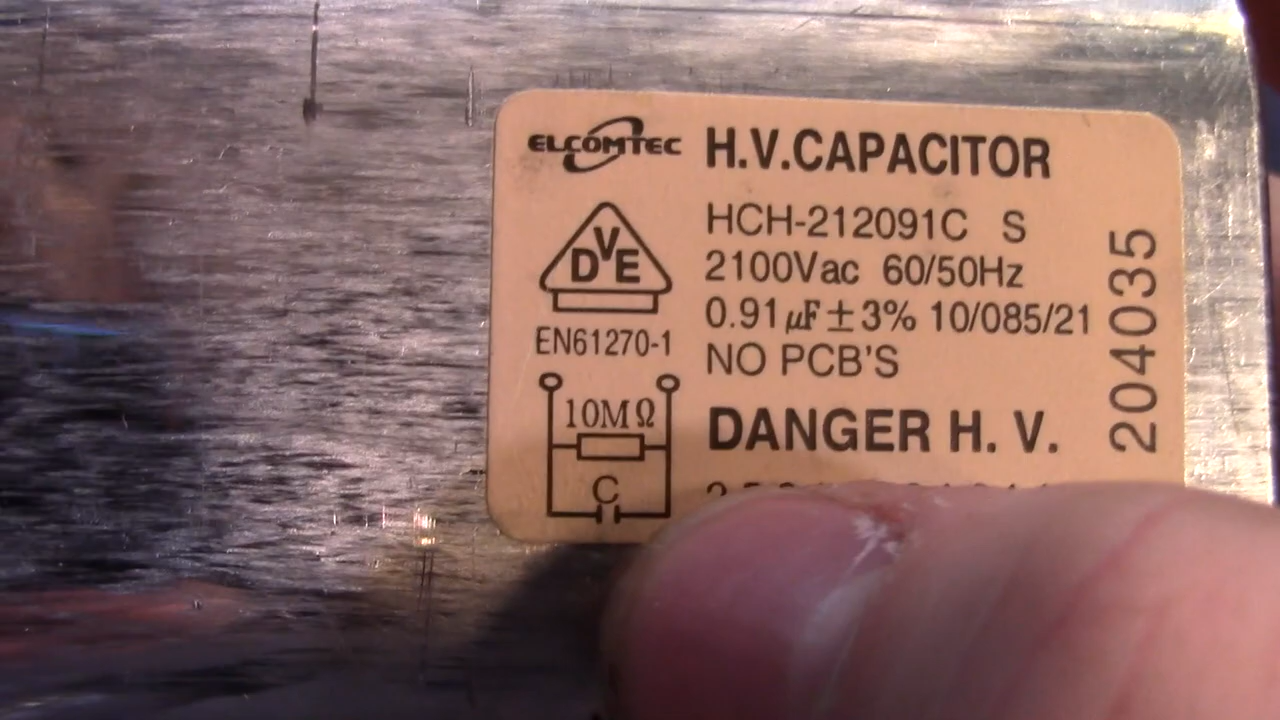 ELCOMTEC H.V.CAPACITOR
VDE
EN61270-1
10MΩ
C
HCH-212091C S
2100Vac 60/50Hz
0.91µF±3% 10/085/21
NO PCB'S
DANGER H. V.
204035